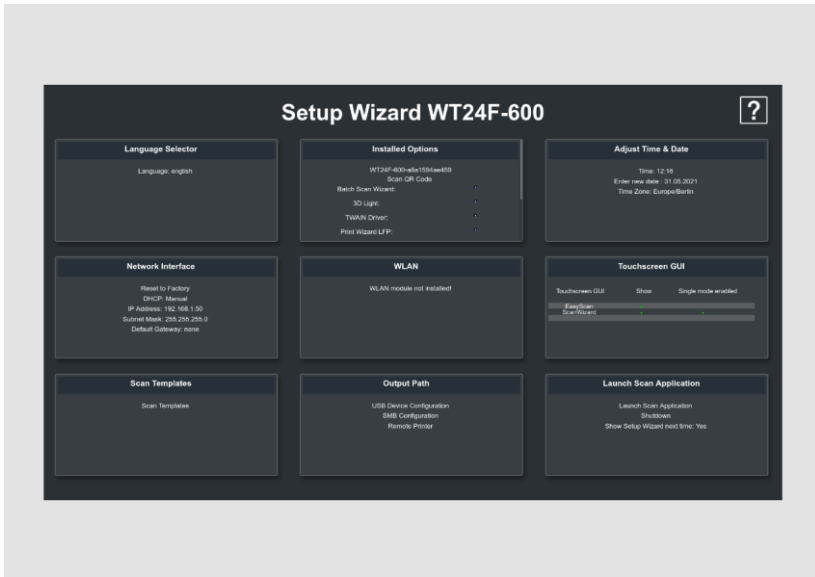 Setup Wizard WT24F-600
?
Language Selector
Language: english
Installed Options
WT24F-600-a8a1594ae459
Scan QR Code
Batch Scan Wizard:
3D Light:
TWAIN Driver:
Print Wizard LFP:
Adjust Time & Date
Time: 12:16
Enter new date : 31.05.2021
Time Zone: Europe/Berlin
Network Interface
Reset to Factory
DHCP: Manual
IP Address: 192.168.1.50
Subnet Mask: 255.255.255.0
Default Gateway: none
WLAN
WLAN module not installed!
Touchscreen GUI
Touchscreen GUI Show Single mode enabled
EasyScan
ScanWizard
Scan Templates
Scan Templates
Output Path
USB Device Configuration
SMB Configuration
Remote Printer
Launch Scan Application
Launch Scan Application
Shutdown
Show Setup Wizard next time: Yes